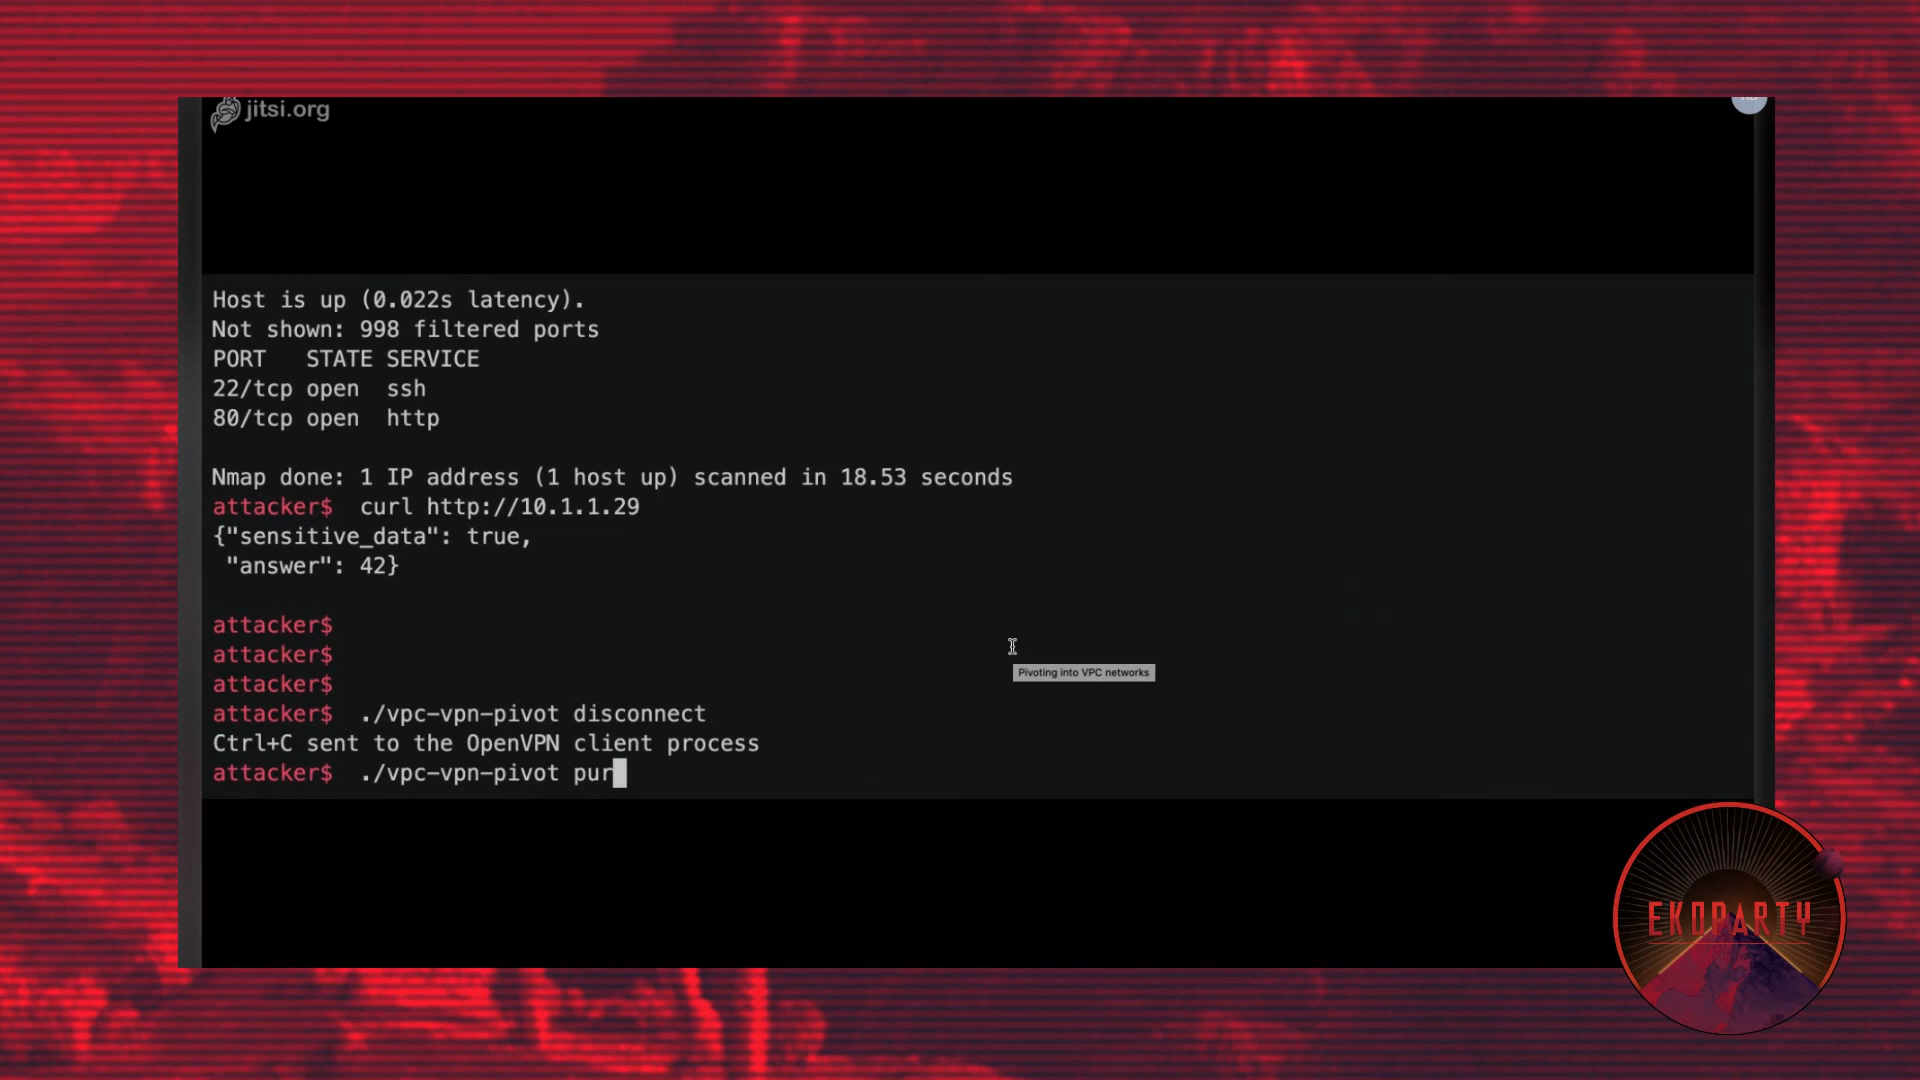 jitsi.org
Host is up (0.022s latency).
Not shown: 998 filtered ports
PORT   STATE SERVICE
22/tcp open  ssh
80/tcp open  http
Nmap done: 1 IP address (1 host up) scanned in 18.53 seconds
attacker$  curl http://10.1.1.29
{"sensitive_data": true,
 "answer": 42}
attacker$
attacker$
attacker$
Pivoting into VPC networks
attacker$  ./vpc-vpn-pivot disconnect
Ctrl+C sent to the OpenVPN client process
attacker$  ./vpc-vpn-pivot pur
EKOPARTY